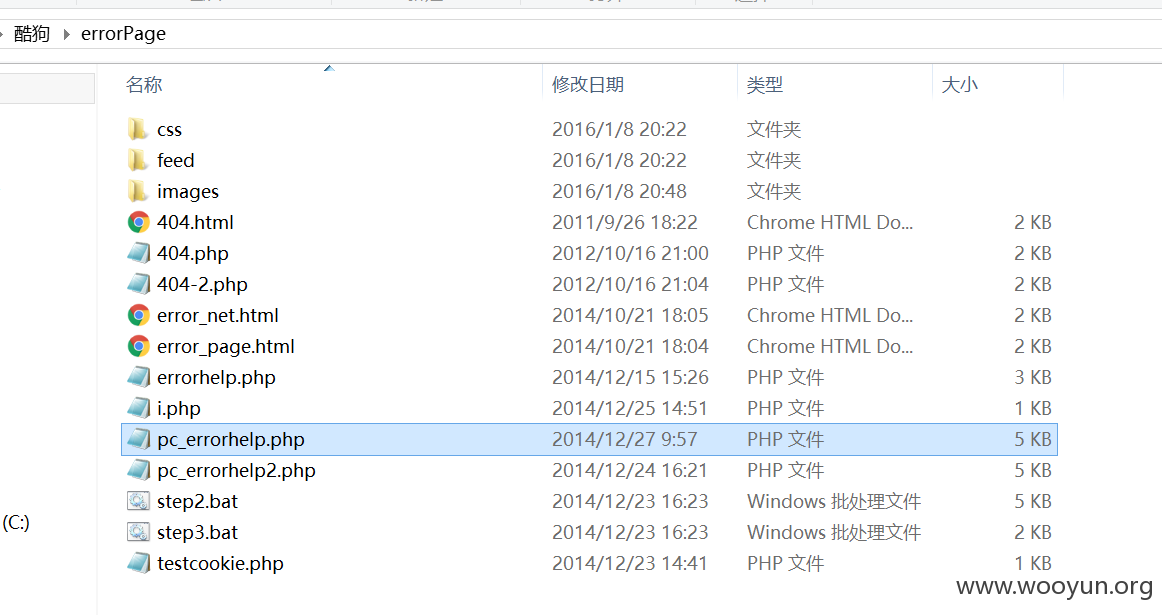 酷狗 errorPage
名称 修改日期 类型 大小
css 2016/1/8 20:22 文件夹
feed 2016/1/8 20:22 文件夹
images 2016/1/8 20:48 文件夹
404.html 2011/9/26 18:22 Chrome HTML Do... 2 KB
404.php 2012/10/16 21:00 PHP 文件 2 KB
404-2.php 2012/10/16 21:04 PHP 文件 2 KB
error_net.html 2014/10/21 18:05 Chrome HTML Do... 2 KB
error_page.html 2014/10/21 18:04 Chrome HTML Do... 2 KB
errorhelp.php 2014/12/15 15:26 PHP 文件 3 KB
i.php 2014/12/25 14:51 PHP 文件 1 KB
pc_errorhelp.php 2014/12/27 9:57 PHP 文件 5 KB
pc_errorhelp2.php 2014/12/24 16:21 PHP 文件 5 KB
step2.bat 2014/12/23 16:23 Windows 批处理文件 5 KB
(C:)
step3.bat 2014/12/23 16:23 Windows 批处理文件 2 KB
testcookie.php 2014/12/23 14:41 PHP 文件 1 KB
www.wooyun.org